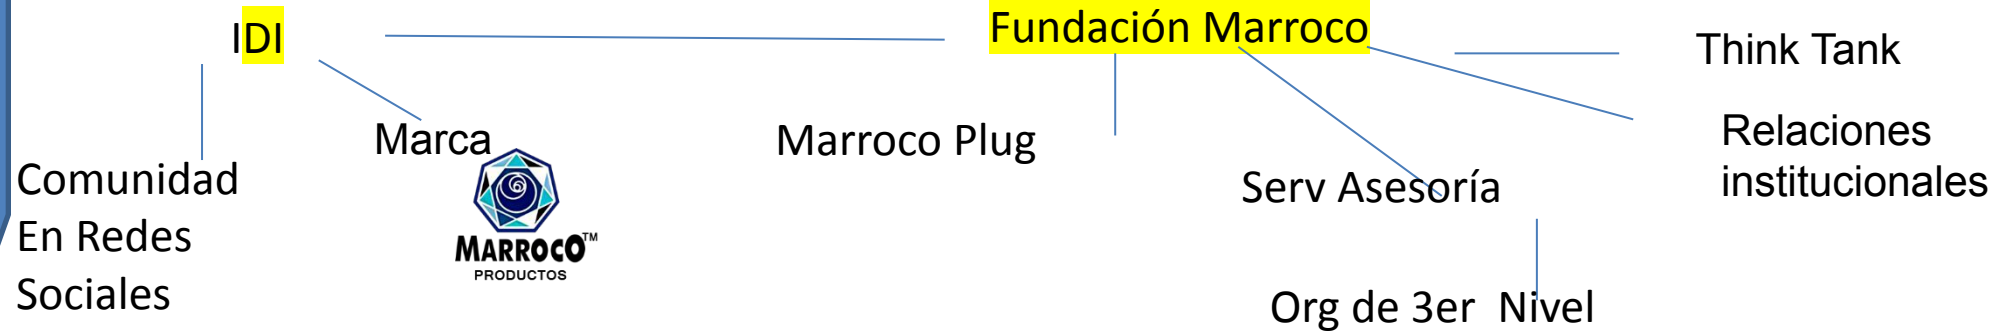 IDI
Fundación Marroco
Think Tank
Marca
Marroco Plug
Relaciones
institucionales
Comunidad
En Redes
Sociales
Serv Asesoría
MARROCO™
PRODUCTOS
Org de 3er Nivel